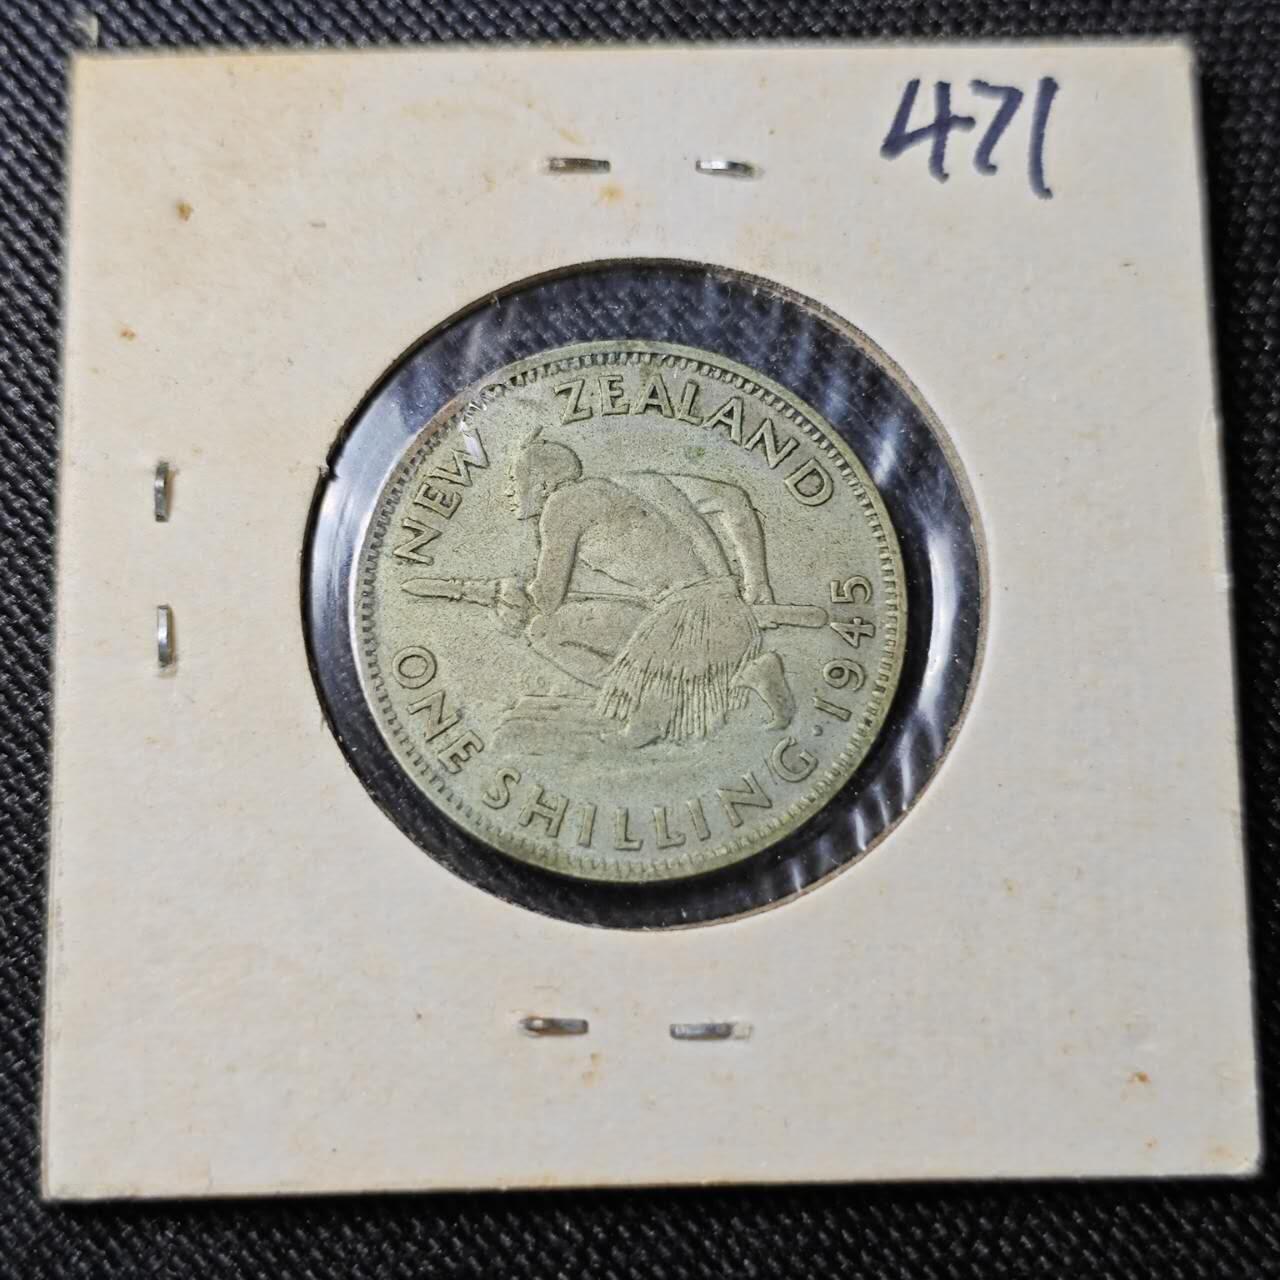 471
NEW ZEALAND
ONE SHILLING · 1945